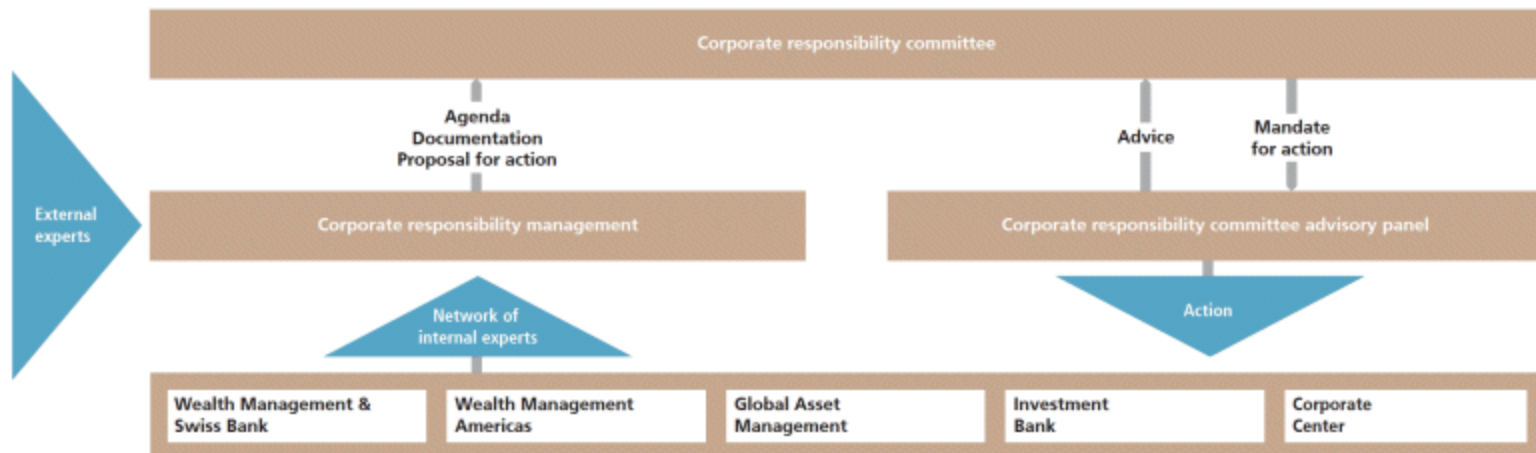 Corporate responsibility committee
Agenda
Documentation
Proposal for action
Advice
Mandate
for action
External
experts
Corporate responsibility management
Corporate responsibility committee advisory panel
Network of
internal experts
Action
Wealth Management &
Swiss Bank
Wealth Management
Americas
Global Asset
Management
Investment
Bank
Corporate
Center